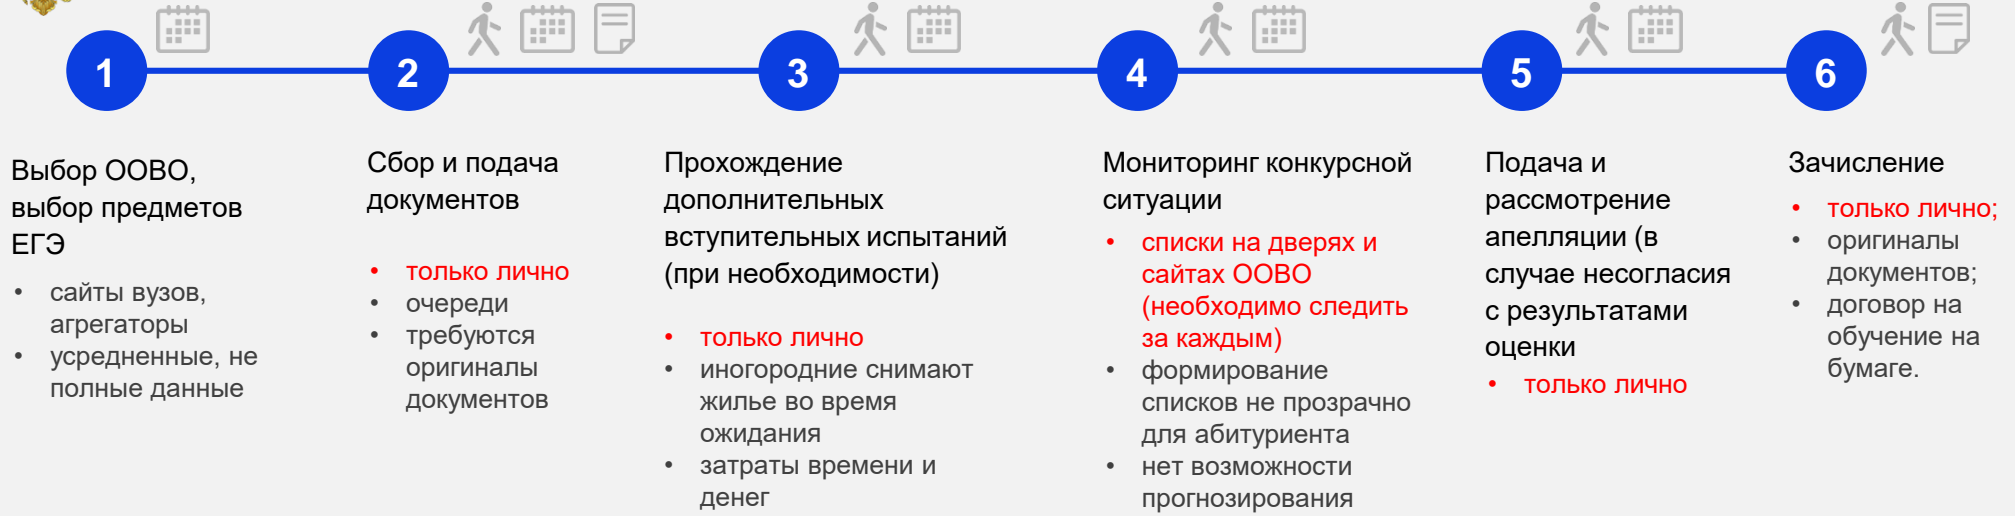 1
2
3
4
5
6
Выбор ООВО,
выбор предметов
ЕГЭ
• сайты вузов,
агрегаторы
• усредненные, не
полные данные
Сбор и подача
документов
• только лично
• очереди
• требуются
оригиналы
документов
Прохождение
дополнительных
вступительных испытаний
(при необходимости)
• только лично
• иногородние снимают
жилье во время
ожидания
• затраты времени и
денег
Мониторинг конкурсной
ситуации
• списки на дверях и
сайтах ООВО
(необходимо следить
за каждым)
• формирование
списков не прозрачно
для абитуриента
• нет возможности
прогнозирования
Подача и
рассмотрение
апелляции (в
случае несогласия
с результатами
оценки
• только лично
Зачисление
• только лично;
• оригиналы
документов;
• договор на
обучение на
бумаге.